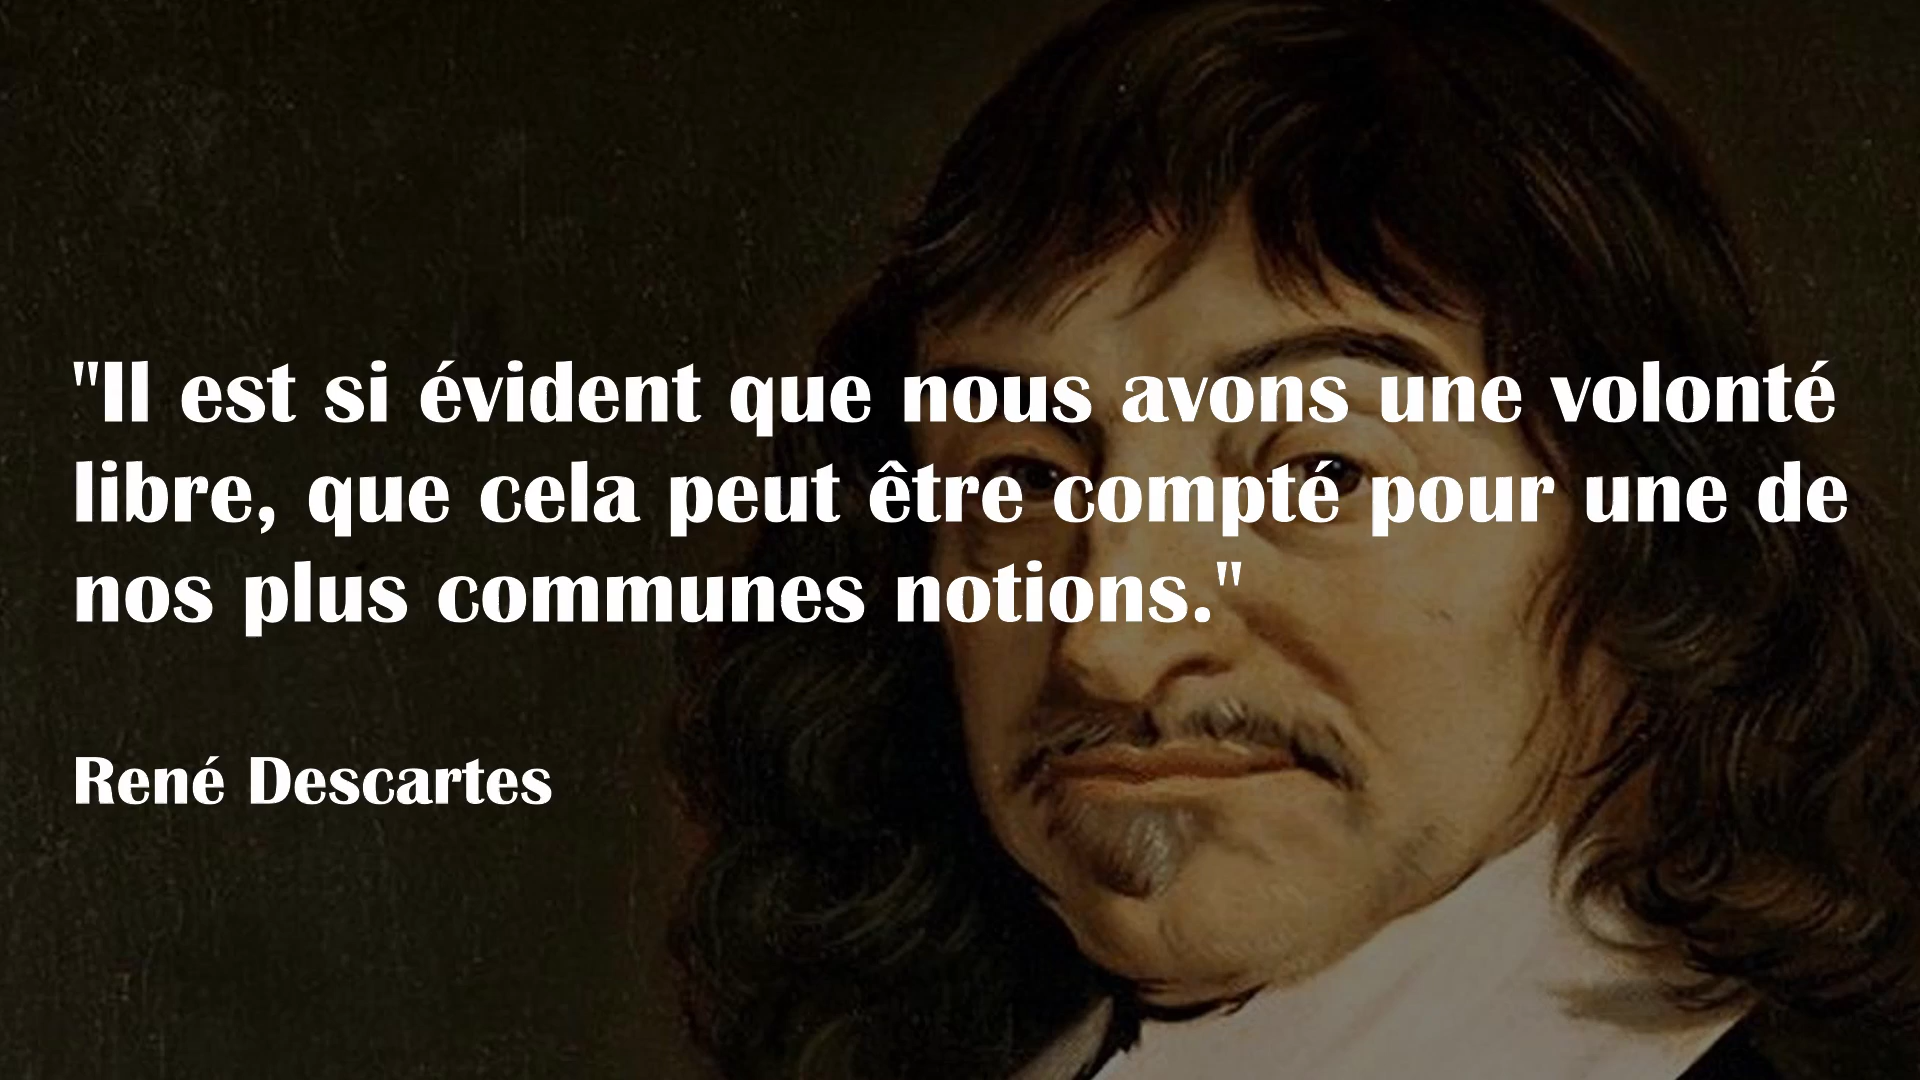 "Il est si évident que nous avons une volonté
libre, que cela peut être compté pour une de
nos plus communes notions."
René Descartes